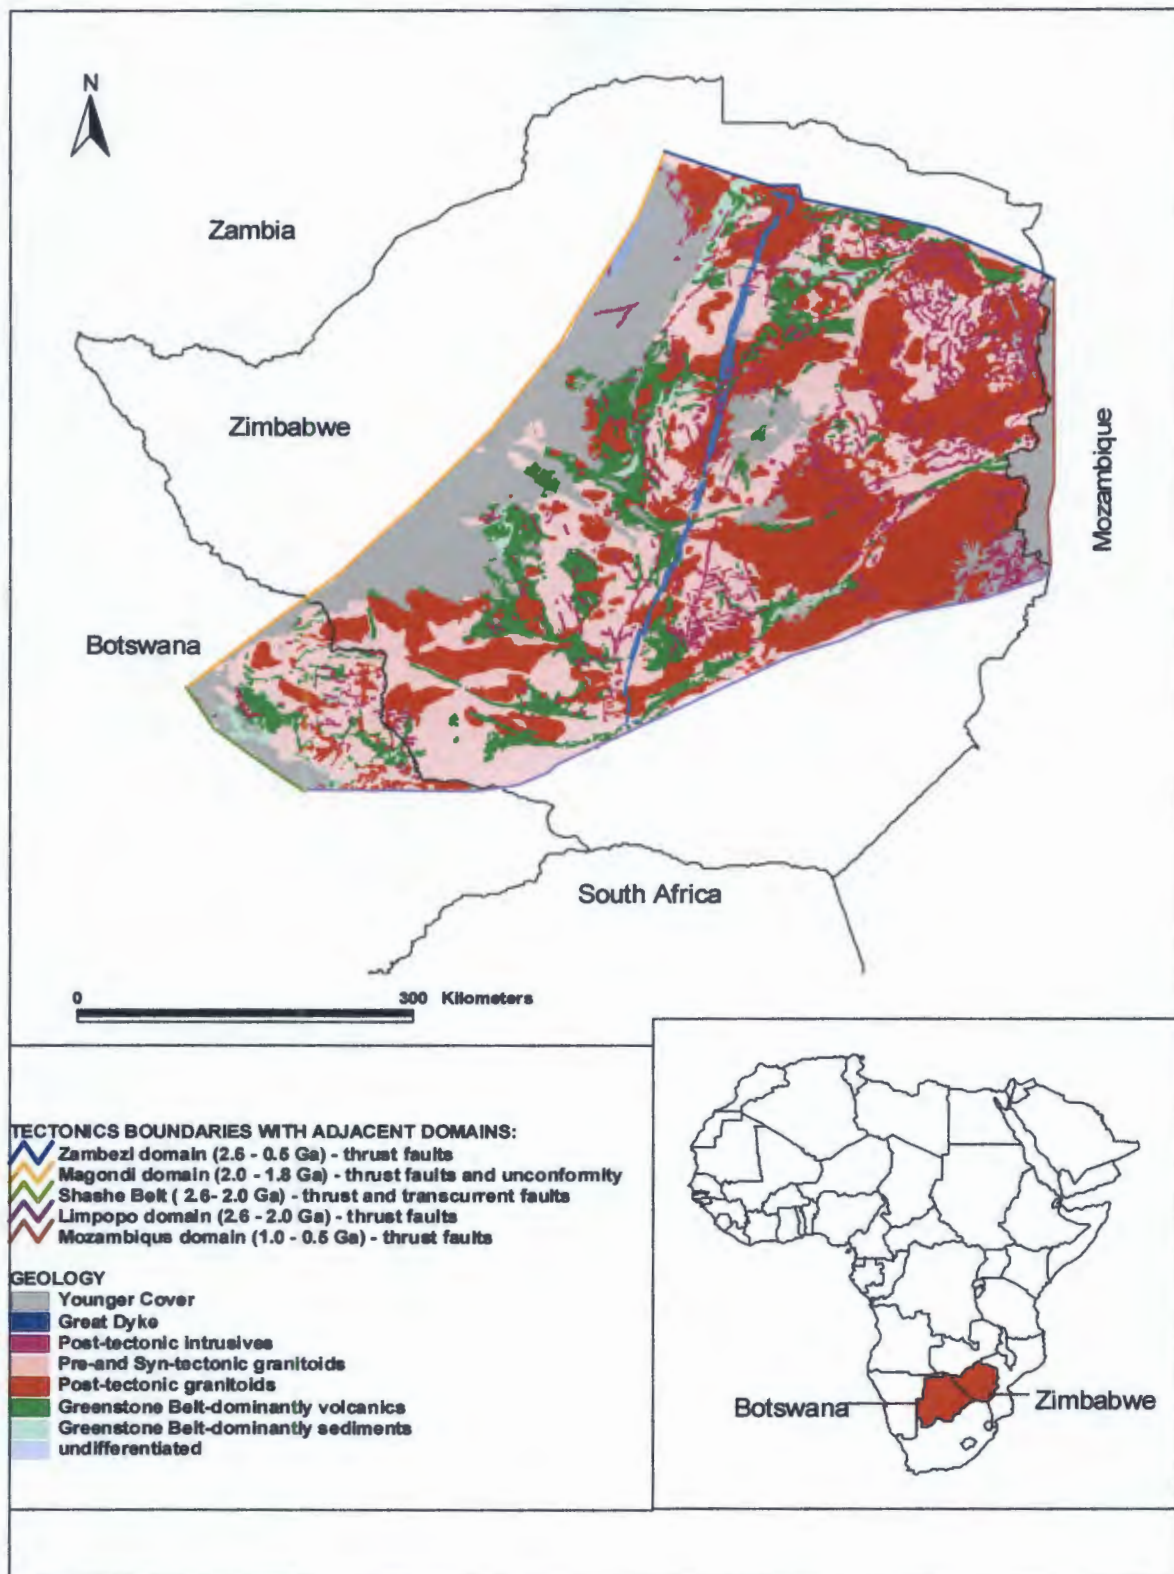 N
Zambia
Zimbabwe
Mozambique
Botswana
South Africa
0 300 Kilometers
TECTONICS BOUNDARIES WITH ADJACENT DOMAINS:
Zambezi domain (2.6 - 0.5 Ga) - thrust faults
Magondi domain (2.0 - 1.8 Ga) - thrust faults and unconformity
Shashe Belt ( 2.6- 2.0 Ga) - thrust and transcurrent faults
Limpopo domain (2.6 - 2.0 Ga) - thrust faults
Mozambiqus domain (1.0 - 0.5 Ga) - thrust faults
GEOLOGY
Younger Cover
Great Dyke
Post-tectonic intrusives
Pre-and Syn-tectonic granitoids
Post-tectonic granitoids
Greenstone Belt-dominantly volcanics
Greenstone Belt-dominantly sediments
undifferentiated
Botswana
Zimbabwe